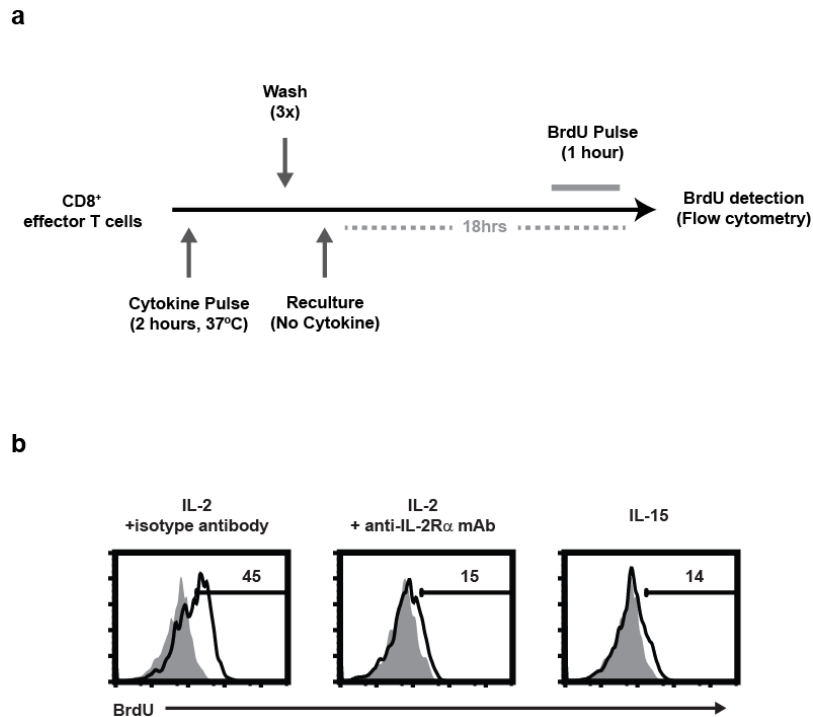 a
Wash
(3x)
BrdU Pulse
(1 hour)
CD8⁺
effector T cells
18hrs
BrdU detection
(Flow cytometry)
Cytokine Pulse
(2 hours, 37ºC)
Reculture
(No Cytokine)
b
IL-2
+isotype antibody
IL-2
+ anti-IL-2Rα mAb
IL-15
45
15
14
BrdU